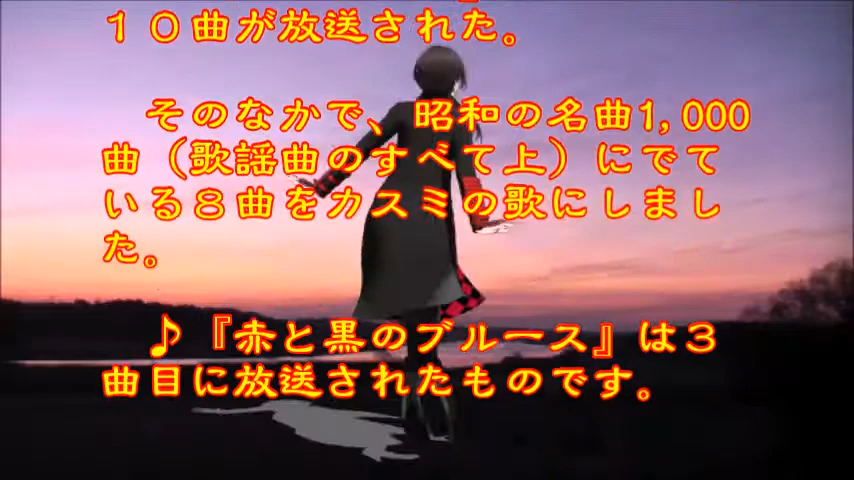 １０曲が放送された。
そのなかで、昭和の名曲1,000
曲（歌謡曲のすべて上）にでて
いる８曲をカスミの歌にしまし
た。
♪『赤と黒のブルース』は３
曲目に放送されたものです。